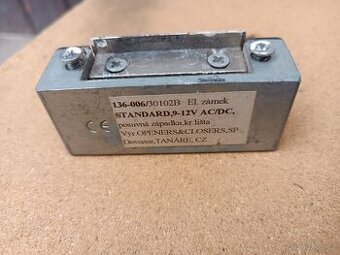 136-006/30102B El. zámek
STANDARD,9-12V AC/DC,
posuvná západka,kr.lišta
Výr.OPENERS&CLOSERS,SP
Dovozce,TANARE, CZ
CE